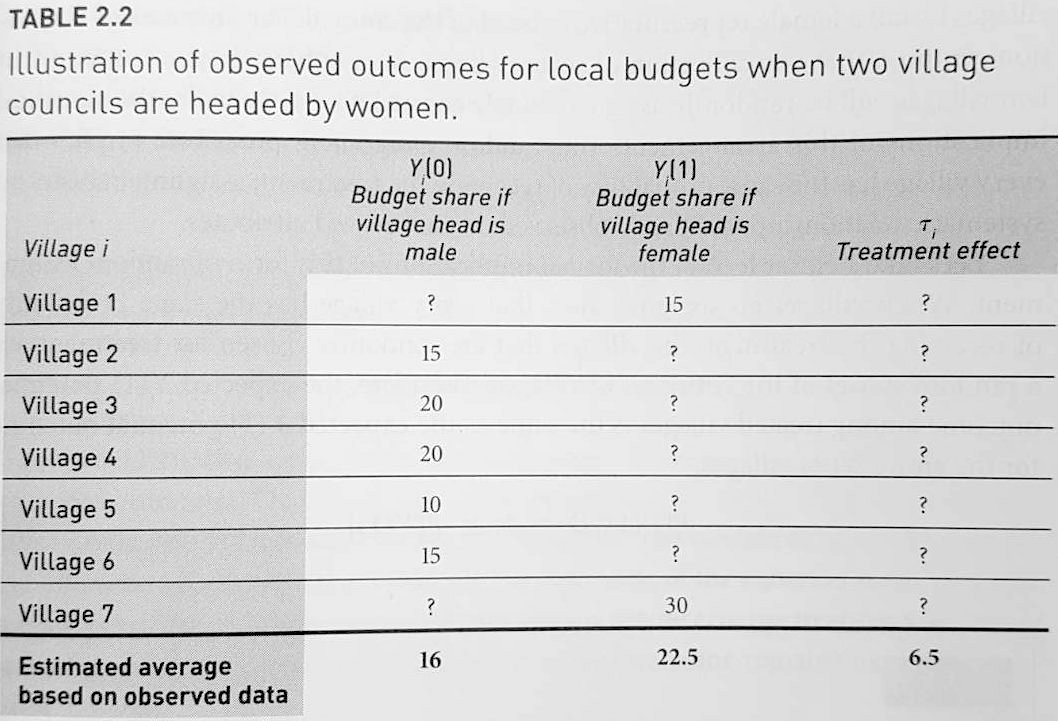 TABLE 2.2
Illustration of observed outcomes for local budgets when two village
councils are headed by women.
Village i
Yi(0)
Budget share if
village head is
male
Yi(1)
Budget share if
village head is
female
τi
Treatment effect
Village 1 ? 15 ?
Village 2 15 ? ?
Village 3 20 ? ?
Village 4 20 ? ?
Village 5 10 ? ?
Village 6 15 ? ?
Village 7 ? 30 ?
Estimated average
based on observed data 16 22.5 6.5